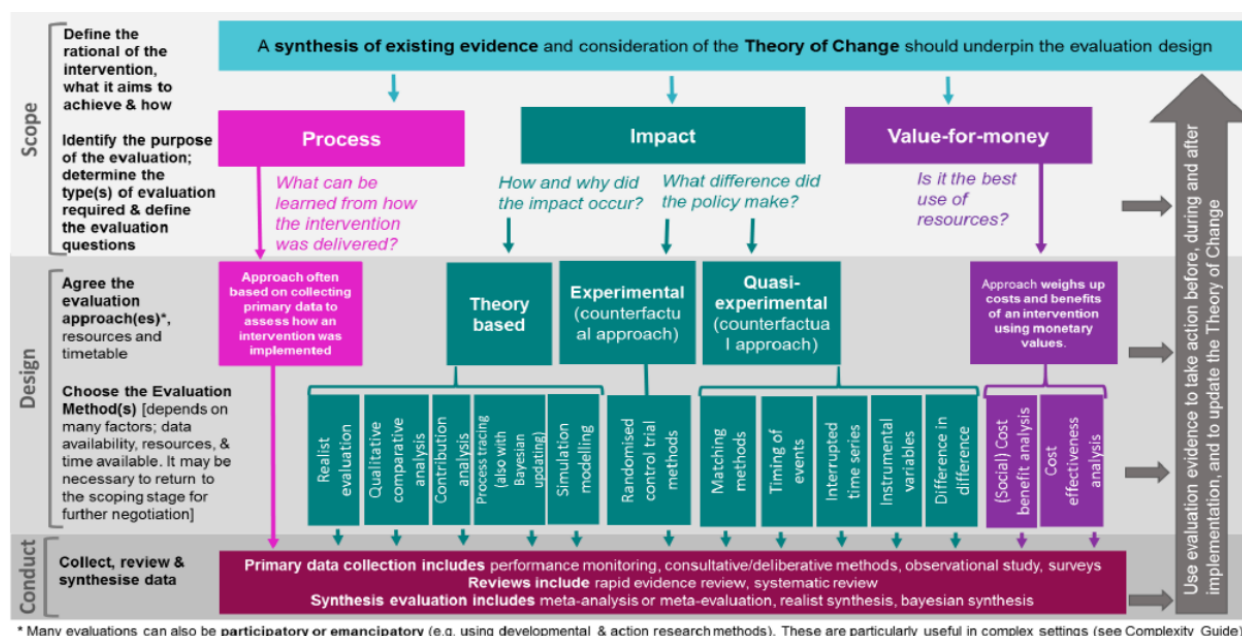 Scope
Define the
rational of the
intervention,
what it aims to
achieve & how
Identify the purpose
of the evaluation;
determine the
type(s) of evaluation
required & define
the evaluation
questions
A synthesis of existing evidence and consideration of the Theory of Change should underpin the evaluation design
Process
Impact
Value-for-money
What can be
learned from how
the intervention
was delivered?
How and why did
the impact occur?
What difference did
the policy make?
Is it the best
use of
resources?
Design
Agree the
evaluation
approach(es)*,
resources and
timetable
Choose the Evaluation
Method(s) [depends on
many factors; data
availability, resources, &
time available. It may be
necessary to return to
the scoping stage for
further negotiation]
Approach often
based on collecting
primary data to
assess how an
intervention was
implemented
Theory
based
Experimental
(counterfactu
al approach)
Quasi-
experimental
(counterfactua
l approach)
Approach weighs up
costs and benefits
of an intervention
using monetary
values.
Realist
evaluation
Qualitative
comparative
analysis
Contribution
analysis
Process tracing
(also with
Bayesian
updating)
Simulation
modelling
Randomised
control trial
methods
Matching
methods
Timing of
events
Interrupted
time series
Instrumental
variables
Difference in
difference
(Social) Cost
benefit analysis
Cost
effectiveness
analysis
Conduct
Collect, review &
synthesise data
Primary data collection includes performance monitoring, consultative/deliberative methods, observational study, surveys
Reviews include rapid evidence review, systematic review
Synthesis evaluation includes meta-analysis or meta-evaluation, realist synthesis, bayesian synthesis
Use evaluation evidence to take action before, during and after
implementation, and to update the Theory of Change
* Many evaluations can also be participatory or emancipatory (e.g. using developmental & action research methods). These are particularly useful in complex settings (see Complexity Guide)